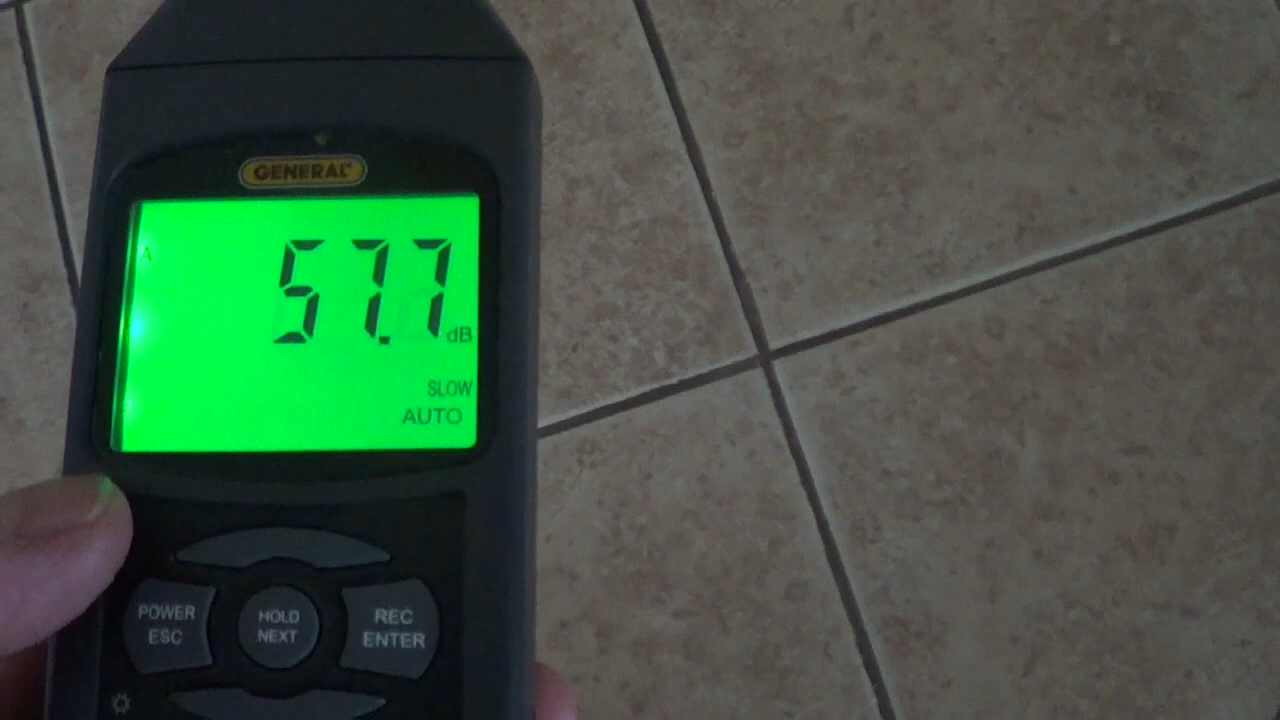 GENERAL®
A
57.7 dB
SLOW
AUTO
POWER
ESC
HOLD
NEXT
REC
ENTER